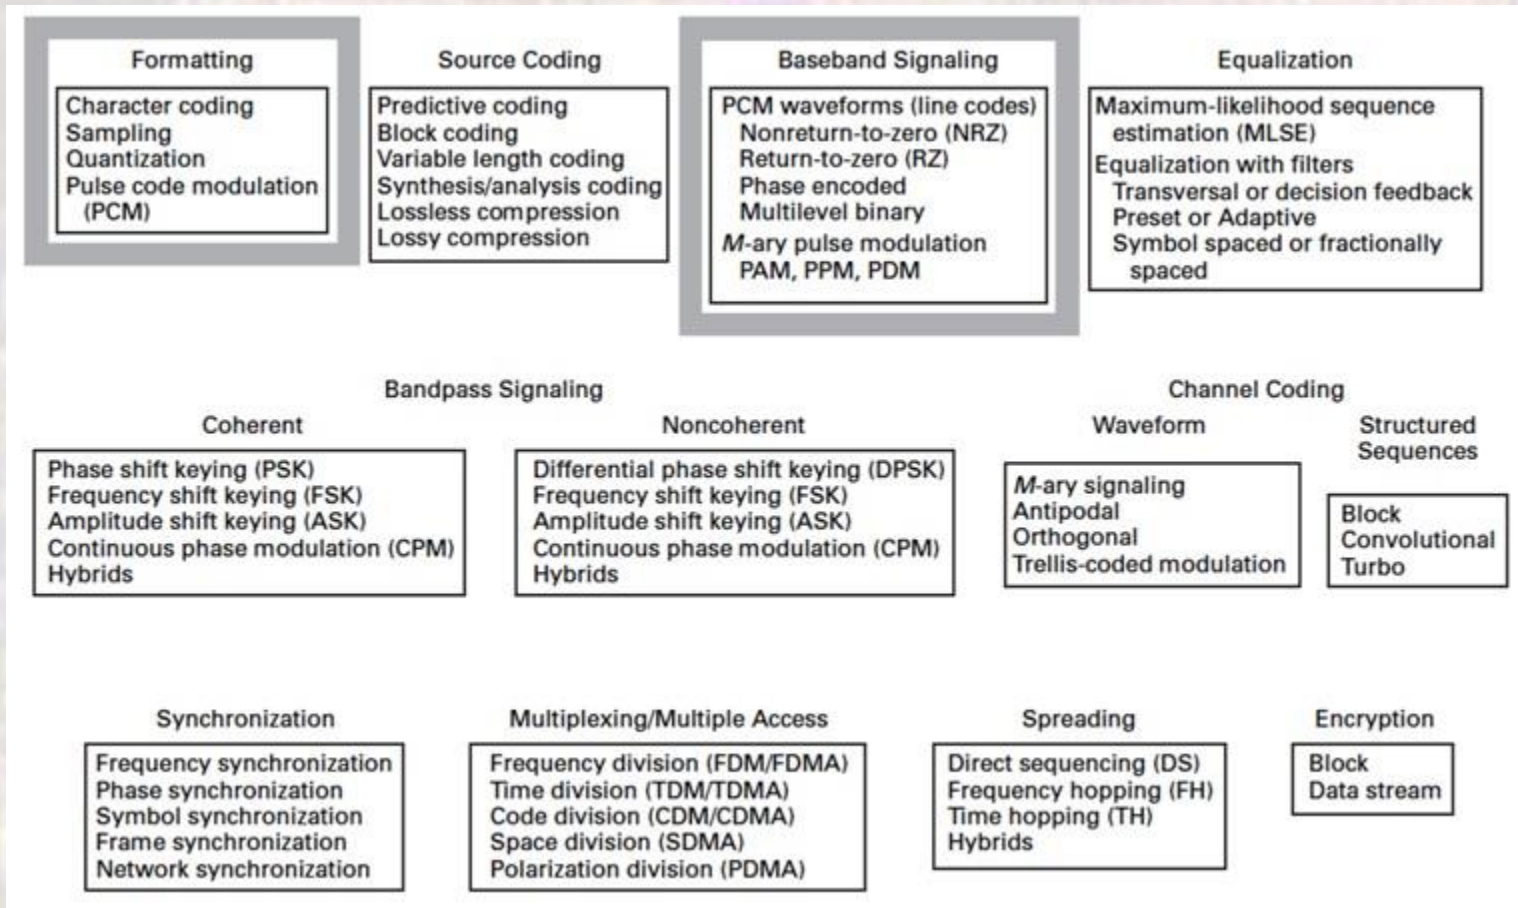 Formatting
Character coding
Sampling
Quantization
Pulse code modulation
(PCM)
Source Coding
Predictive coding
Block coding
Variable length coding
Synthesis/analysis coding
Lossless compression
Lossy compression
Baseband Signaling
PCM waveforms (line codes)
Nonreturn-to-zero (NRZ)
Return-to-zero (RZ)
Phase encoded
Multilevel binary
M-ary pulse modulation
PAM, PPM, PDM
Equalization
Maximum-likelihood sequence
estimation (MLSE)
Equalization with filters
Transversal or decision feedback
Preset or Adaptive
Symbol spaced or fractionally
spaced
Bandpass Signaling
Coherent
Phase shift keying (PSK)
Frequency shift keying (FSK)
Amplitude shift keying (ASK)
Continuous phase modulation (CPM)
Hybrids
Noncoherent
Differential phase shift keying (DPSK)
Frequency shift keying (FSK)
Amplitude shift keying (ASK)
Continuous phase modulation (CPM)
Hybrids
Channel Coding
Waveform
M-ary signaling
Antipodal
Orthogonal
Trellis-coded modulation
Structured
Sequences
Block
Convolutional
Turbo
Synchronization
Frequency synchronization
Phase synchronization
Symbol synchronization
Frame synchronization
Network synchronization
Multiplexing/Multiple Access
Frequency division (FDM/FDMA)
Time division (TDM/TDMA)
Code division (CDM/CDMA)
Space division (SDMA)
Polarization division (PDMA)
Spreading
Direct sequencing (DS)
Frequency hopping (FH)
Time hopping (TH)
Hybrids
Encryption
Block
Data stream